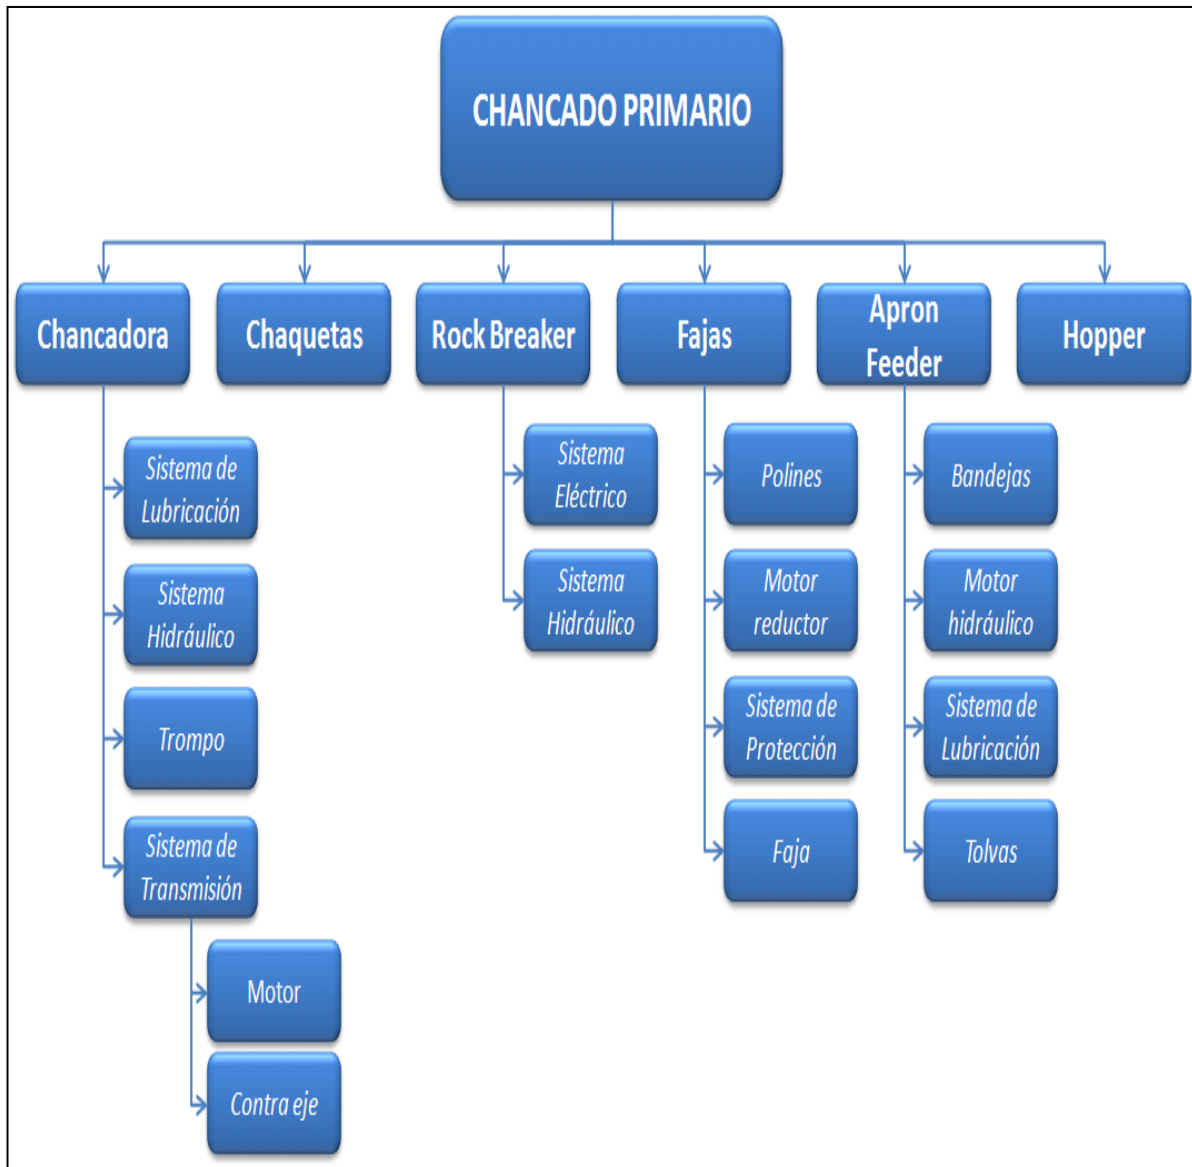 CHANCADO PRIMARIO
Chancadora
Chaquetas
Rock Breaker
Fajas
Apron
Feeder
Hopper
Sistema de
Lubricación
Sistema
Hidráulico
Trompo
Sistema de
Transmisión
Motor
Contra eje
Sistema
Eléctrico
Sistema
Hidráulico
Polines
Motor
reductor
Sistema de
Protección
Faja
Bandejas
Motor
hidráulico
Sistema de
Lubricación
Tolvas